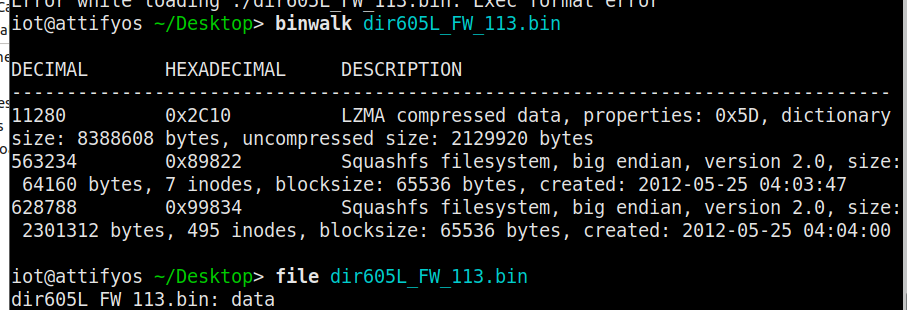 Error while loading ./dir605L_FW_113.bin: Exec format error
iot@attifyos ~/Desktop> binwalk dir605L_FW_113.bin
DECIMAL HEXADECIMAL DESCRIPTION
--------------------------------------------------------------------------------
11280 0x2C10 LZMA compressed data, properties: 0x5D, dictionary
size: 8388608 bytes, uncompressed size: 2129920 bytes
563234 0x89822 Squashfs filesystem, big endian, version 2.0, size:
64160 bytes, 7 inodes, blocksize: 65536 bytes, created: 2012-05-25 04:03:47
628788 0x99834 Squashfs filesystem, big endian, version 2.0, size:
2301312 bytes, 495 inodes, blocksize: 65536 bytes, created: 2012-05-25 04:04:00
iot@attifyos ~/Desktop> file dir605L_FW_113.bin
dir605L_FW_113.bin: data